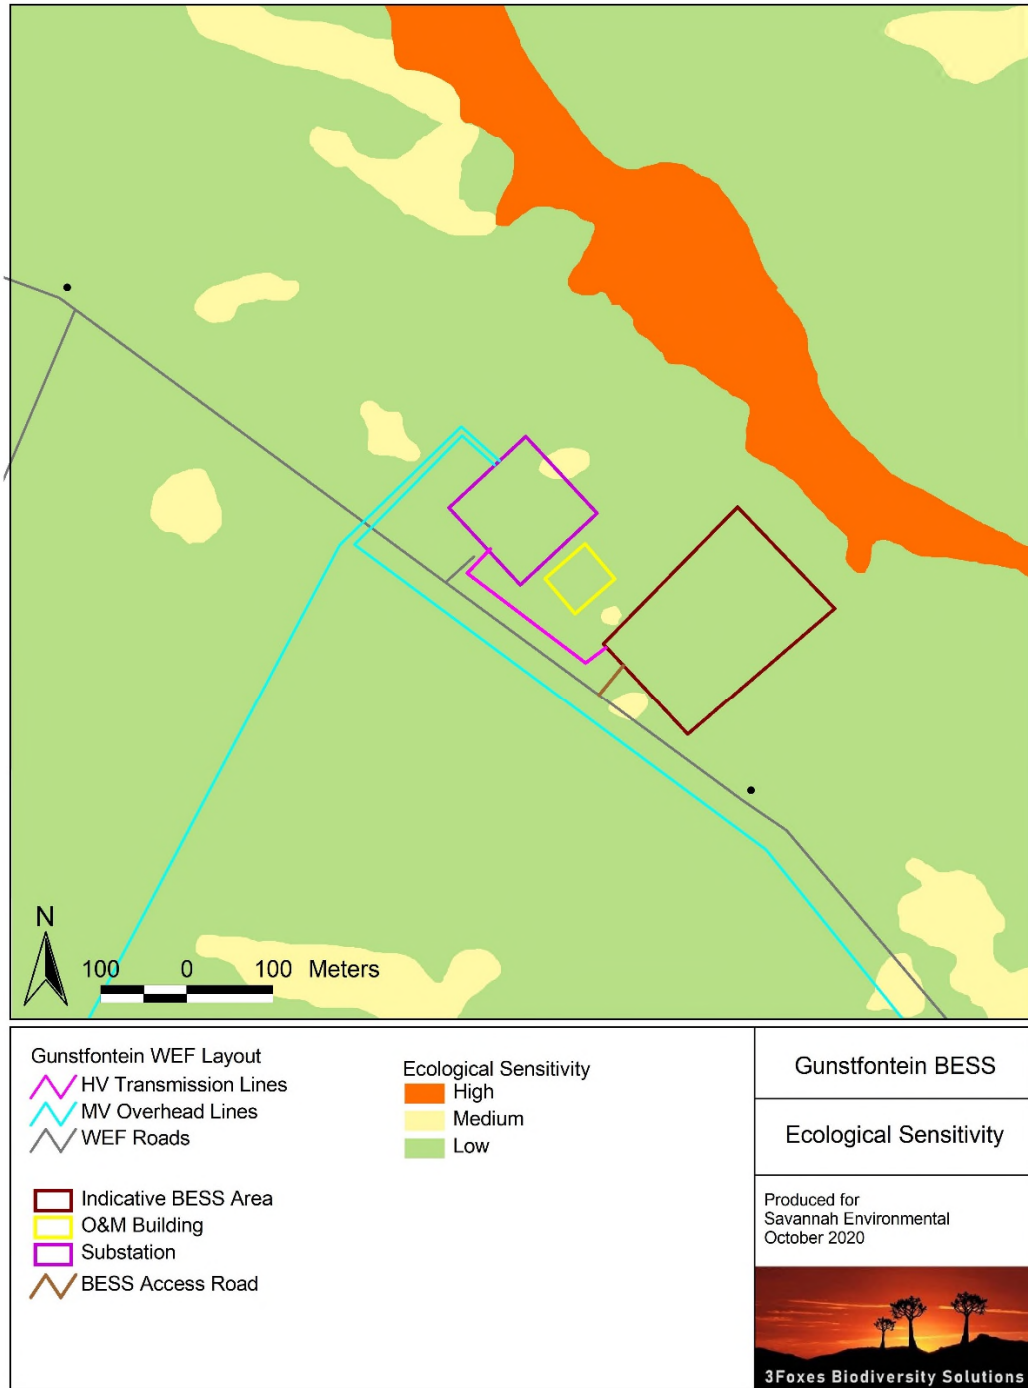 N
100 0 100 Meters
Gunstfontein WEF Layout
HV Transmission Lines
MV Overhead Lines
WEF Roads
Indicative BESS Area
O&M Building
Substation
BESS Access Road
Ecological Sensitivity
High
Medium
Low
Gunstfontein BESS
Ecological Sensitivity
Produced for
Savannah Environmental
October 2020
3Foxes Biodiversity Solutions